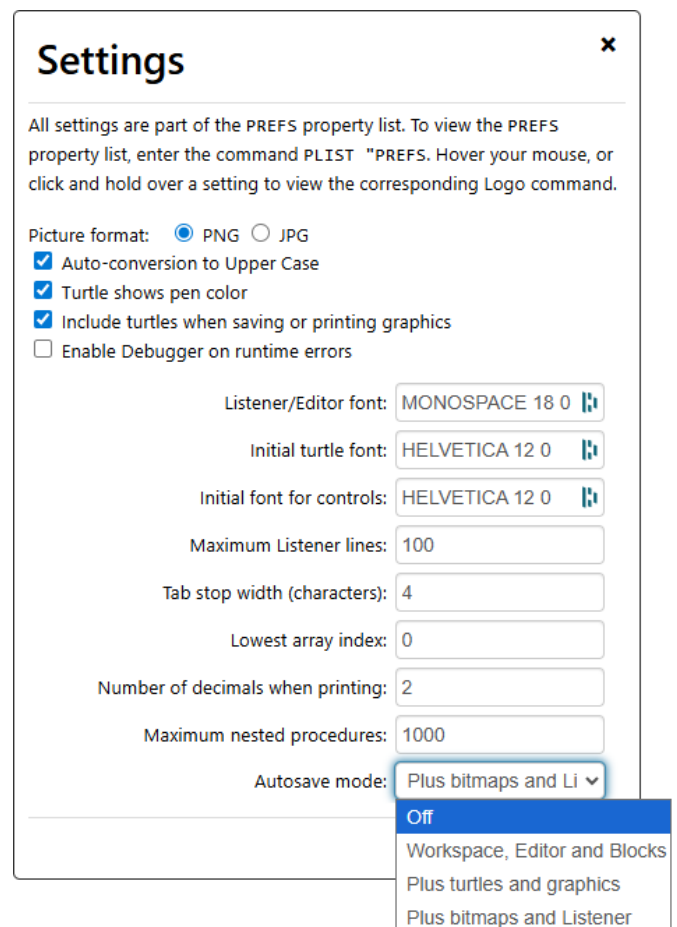 Settings
×
All settings are part of the PREFS property list. To view the PREFS
property list, enter the command PLIST "PREFS. Hover your mouse, or
click and hold over a setting to view the corresponding Logo command.
Picture format: PNG JPG
Auto-conversion to Upper Case
Turtle shows pen color
Include turtles when saving or printing graphics
Enable Debugger on runtime errors
Listener/Editor font: MONOSPACE 18 0
Initial turtle font: HELVETICA 12 0
Initial font for controls: HELVETICA 12 0
Maximum Listener lines: 100
Tab stop width (characters): 4
Lowest array index: 0
Number of decimals when printing: 2
Maximum nested procedures: 1000
Autosave mode: Plus bitmaps and Li
Off
Workspace, Editor and Blocks
Plus turtles and graphics
Plus bitmaps and Listener